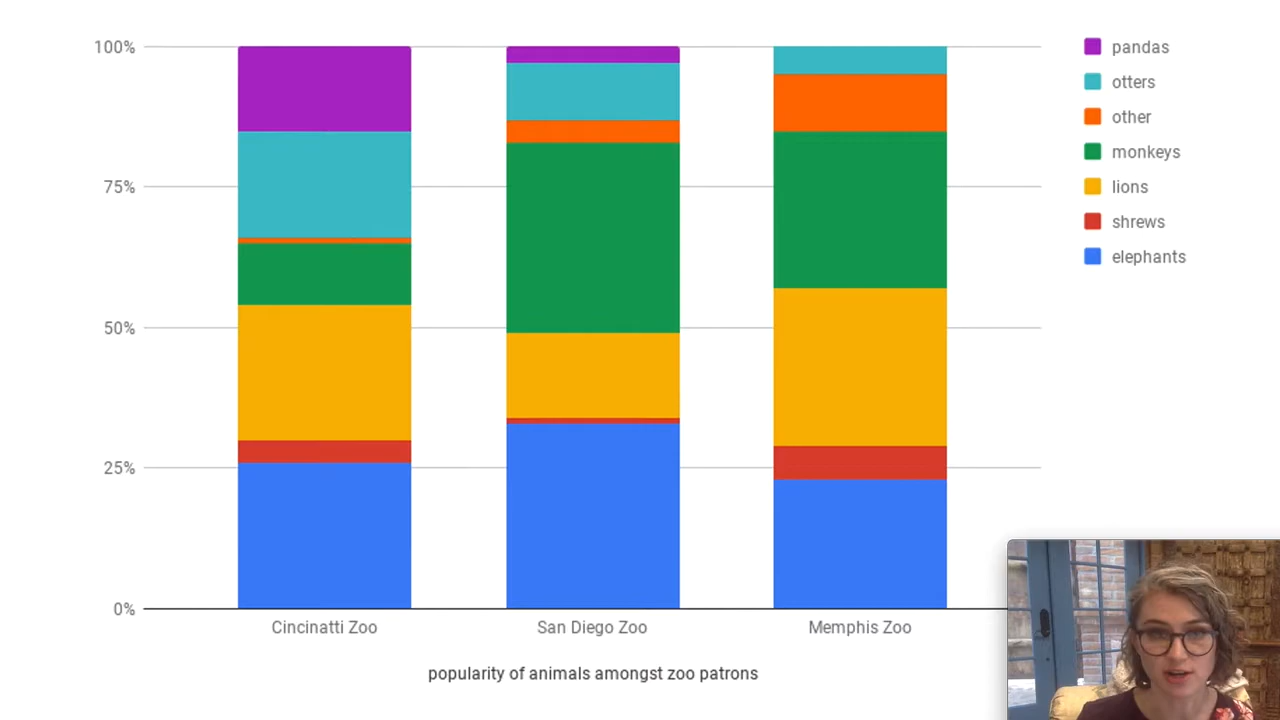 100%
75%
50%
25%
0%
Cincinatti Zoo
San Diego Zoo
Memphis Zoo
popularity of animals amongst zoo patrons
pandas
otters
other
monkeys
lions
shrews
elephants